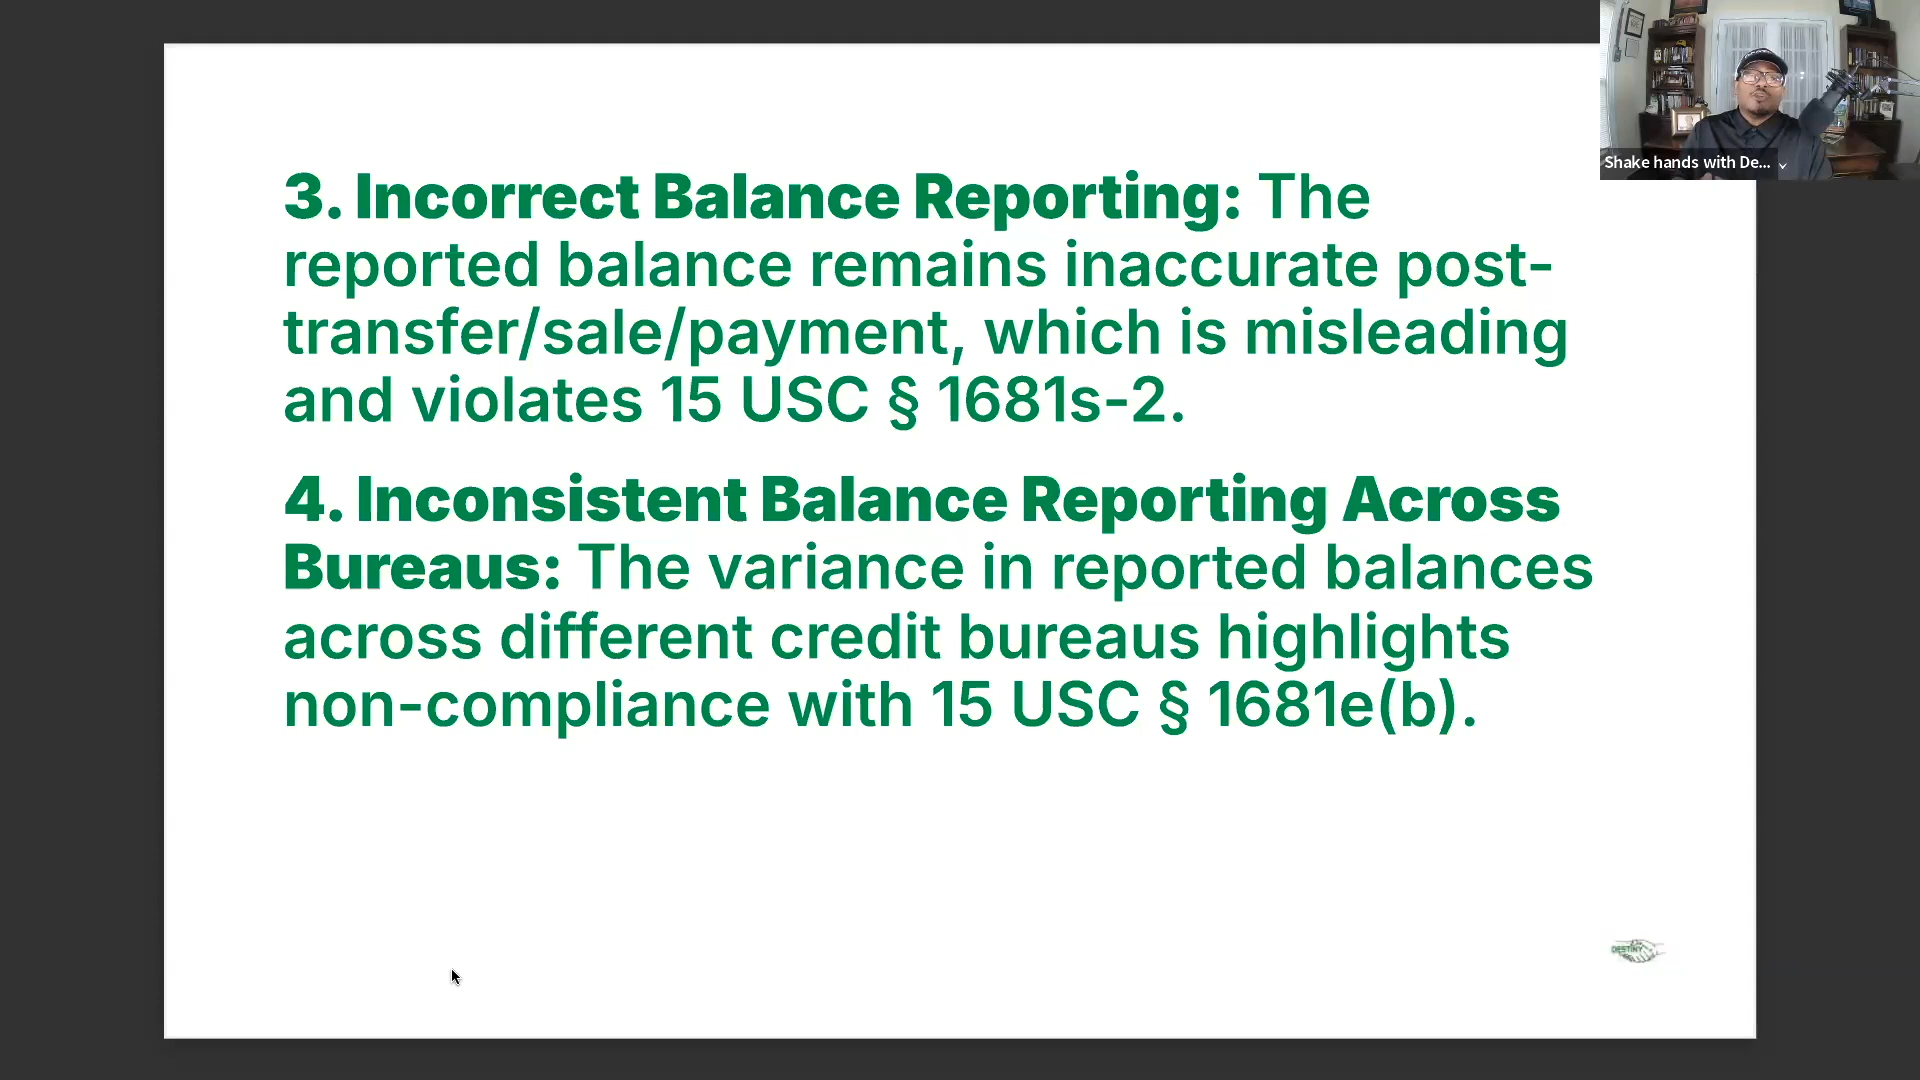 3. Incorrect Balance Reporting: The
reported balance remains inaccurate post-
transfer/sale/payment, which is misleading
and violates 15 USC § 1681s-2.
4. Inconsistent Balance Reporting Across
Bureaus: The variance in reported balances
across different credit bureaus highlights
non-compliance with 15 USC § 1681e(b).
Shake hands with De...
DESTINY